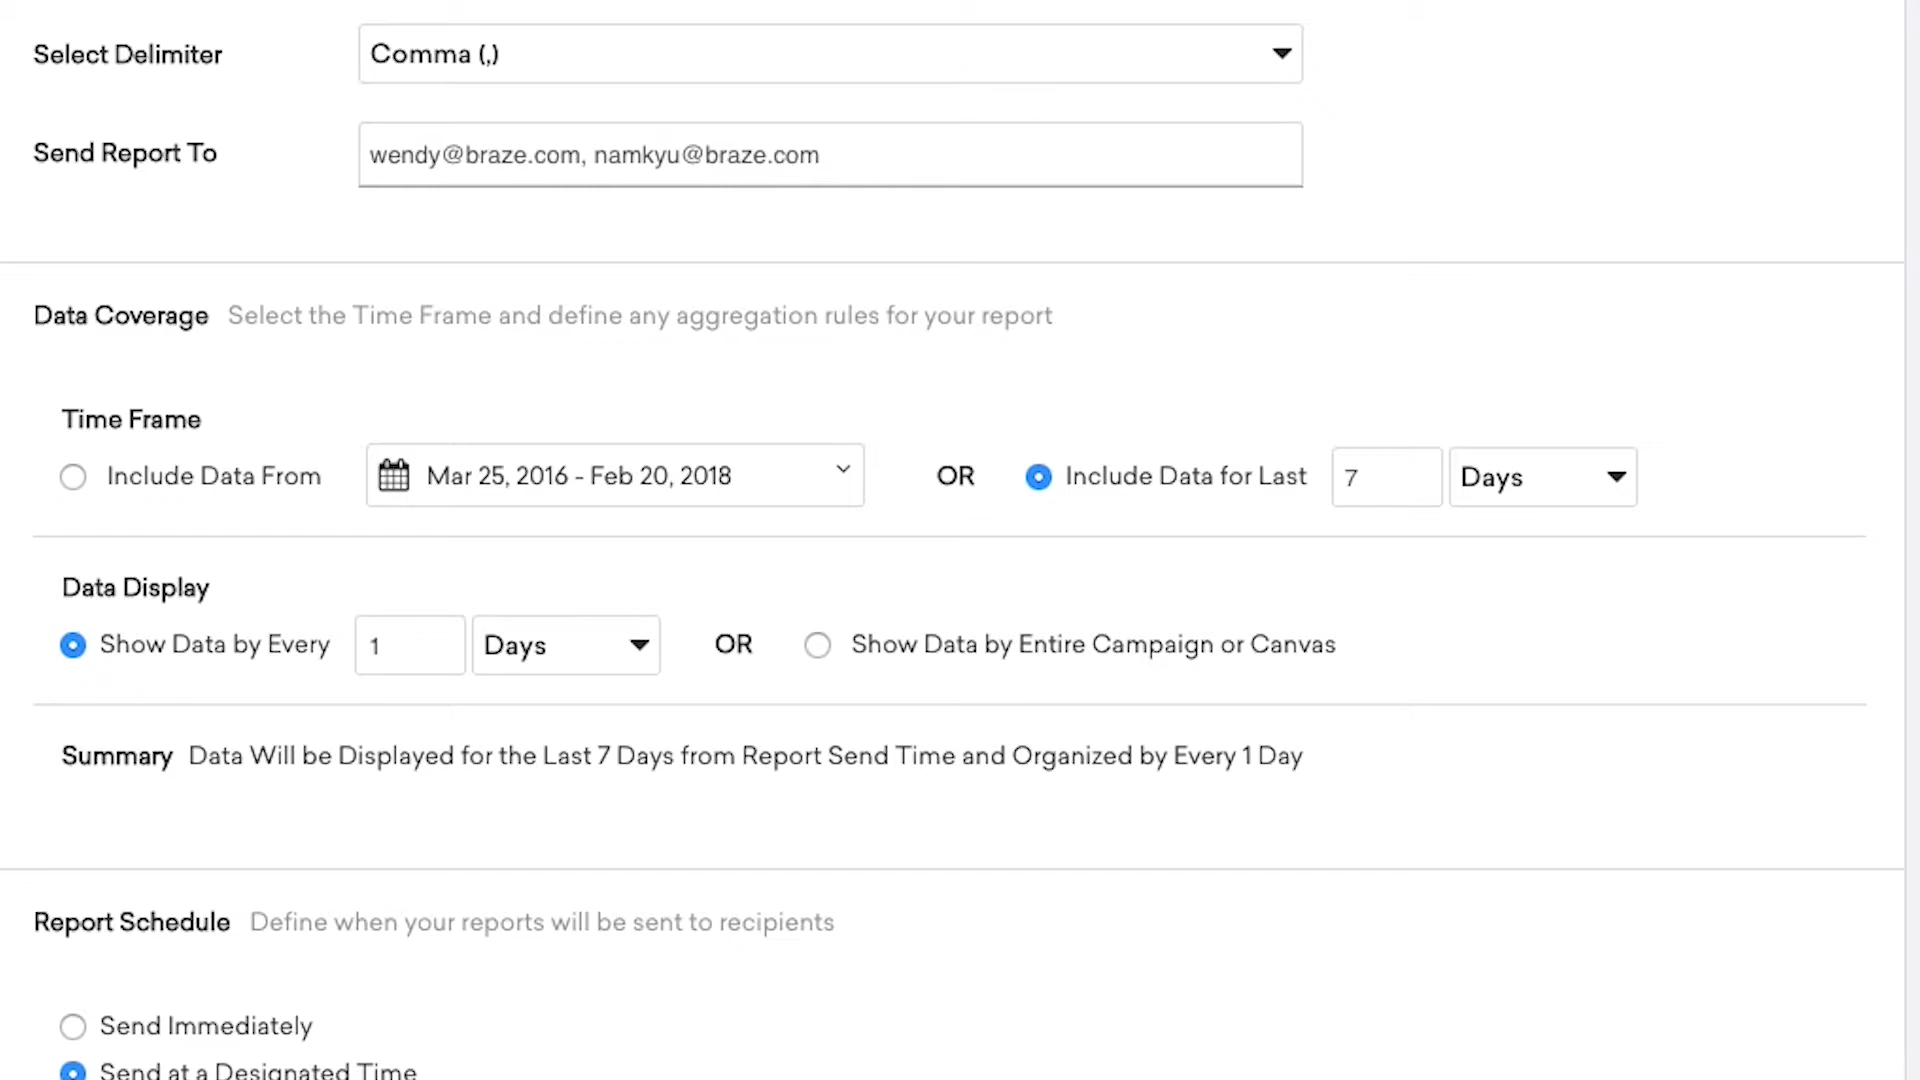 Select Delimiter Comma (,)
Send Report To wendy@braze.com, namkyu@braze.com
Data Coverage Select the Time Frame and define any aggregation rules for your report
Time Frame
Include Data From Mar 25, 2016 - Feb 20, 2018 OR Include Data for Last 7 Days
Data Display
Show Data by Every 1 Days OR Show Data by Entire Campaign or Canvas
Summary Data Will be Displayed for the Last 7 Days from Report Send Time and Organized by Every 1 Day
Report Schedule Define when your reports will be sent to recipients
Send Immediately
Send at a Designated Time